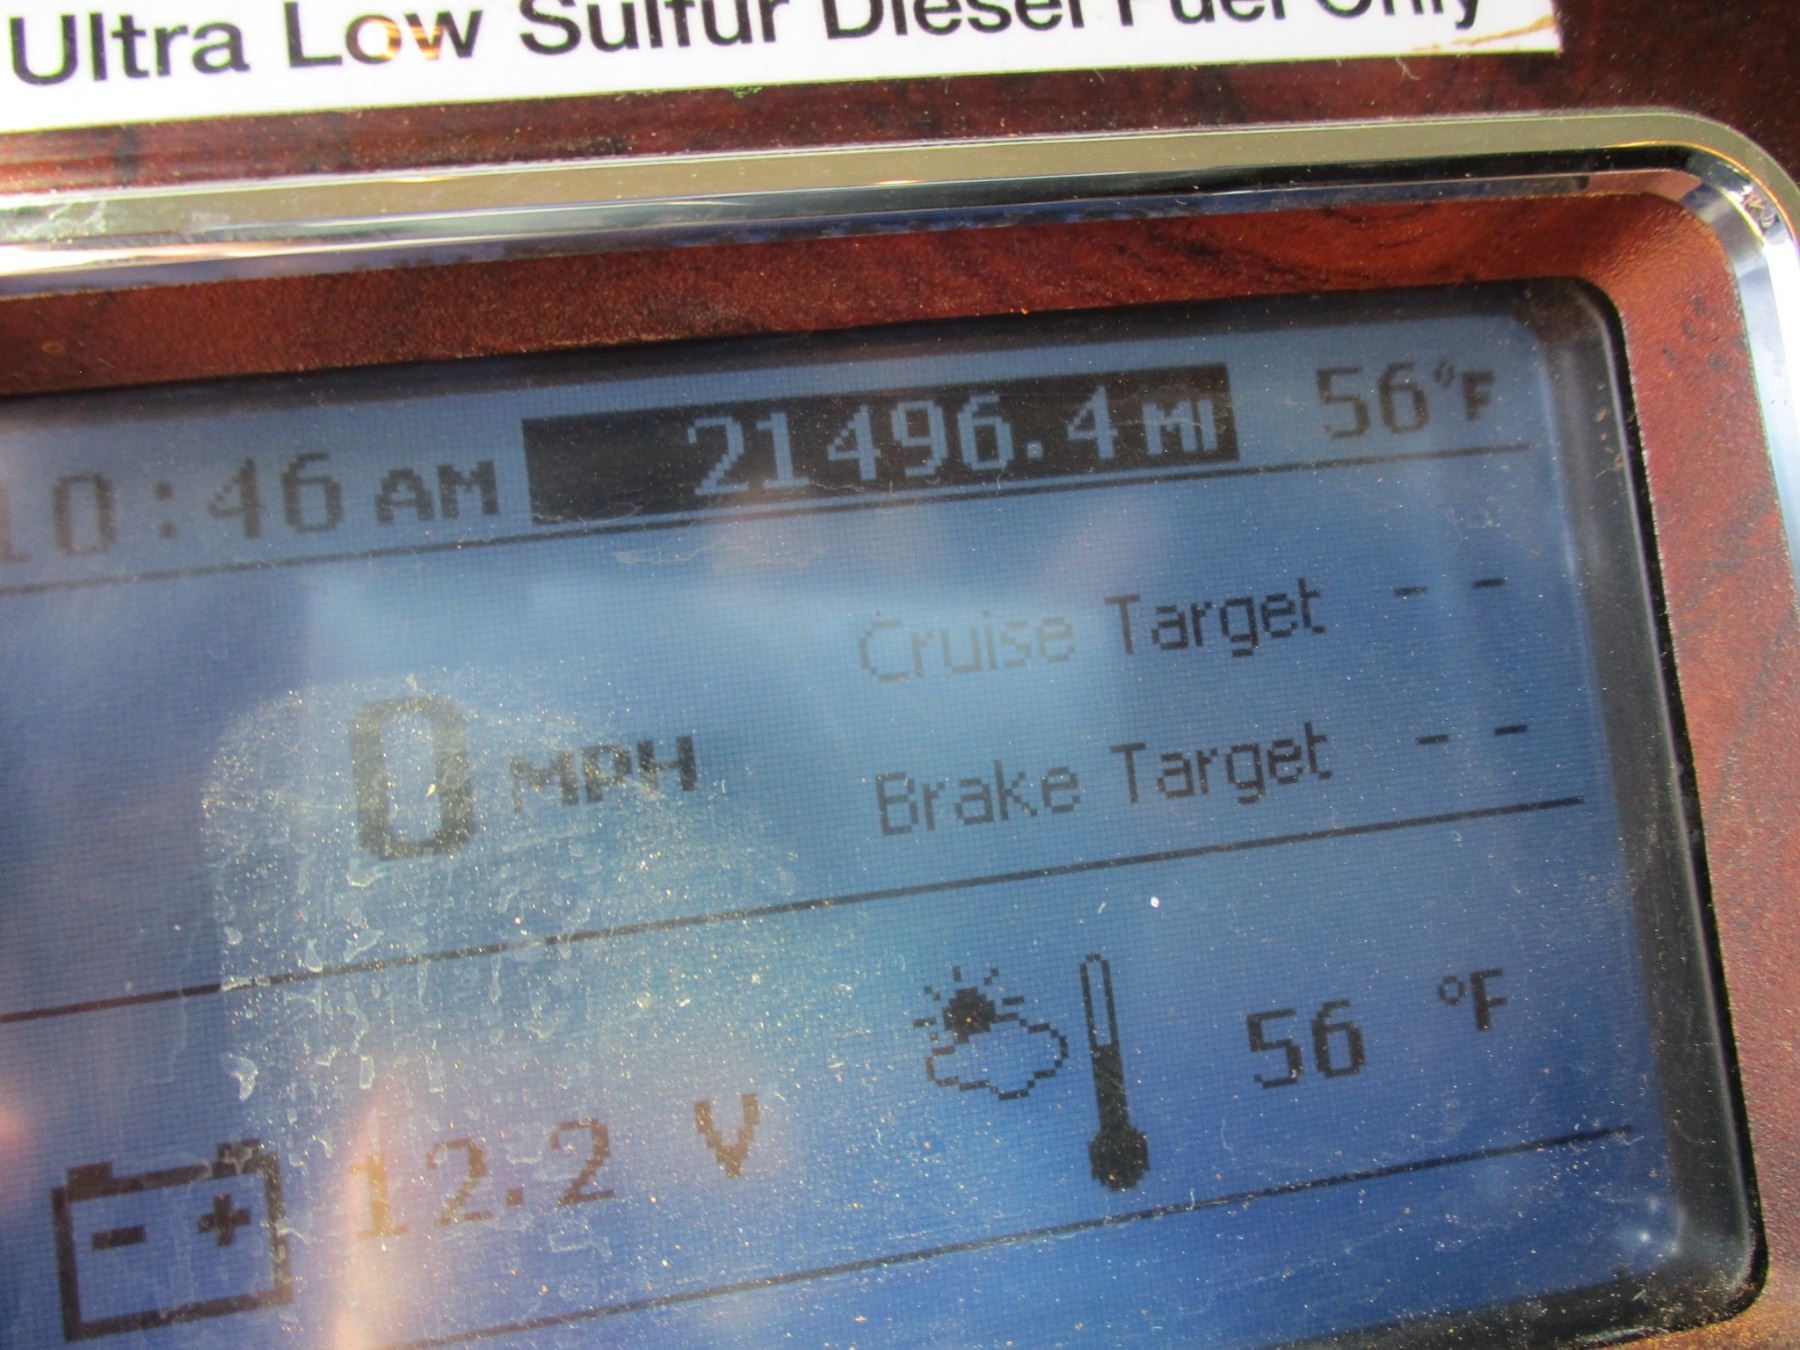 Ultra Low Sulfur Diesel Fuel Only
10:46 AM 21496.4 MI 56°F
Cruise Target - -
0 MPH
Brake Target - -
12.2 V 56 °F